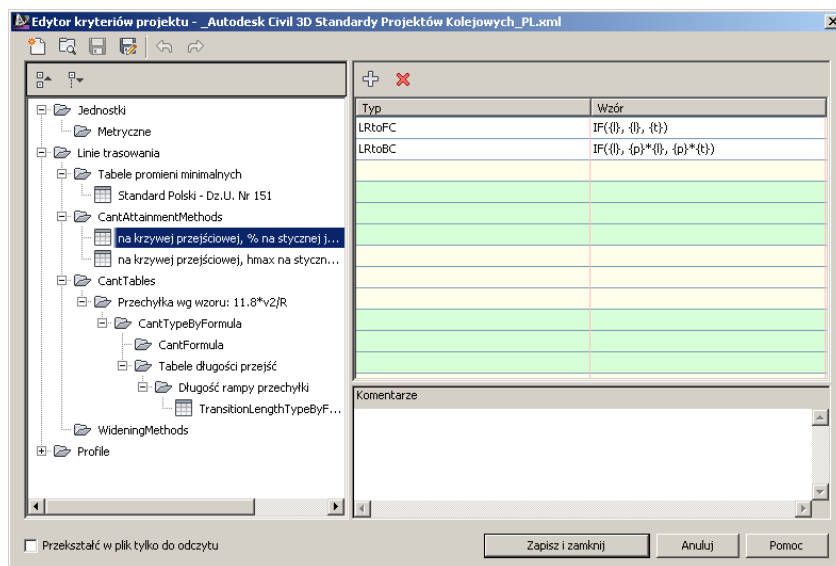 Edytor kryteriów projektu - _Autodesk Civil 3D Standardy Projektów Kolejowych_PL.xml
Jednostki
Metryczne
Linie trasowania
Tabele promieni minimalnych
Standard Polski - Dz.U. Nr 151
CantAttainmentMethods
na krzywej przejściowej, % na stycznej j...
na krzywej przejściowej, hmax na styczn...
CantTables
Przechyłka wg wzoru: 11.8*v2/R
CantTypeByFormula
CantFormula
Tabele długości przejść
Długość rampy przechyłki
TransitionLengthTypeByF...
WideningMethods
Profile
Typ Wzór
LRtoFC IF({l}, {l}, {t})
LRtoBC IF({l}, {p}*{l}, {p}*{t})
Komentarze
Przekształć w plik tylko do odczytu
Zapisz i zamknij Anuluj Pomoc